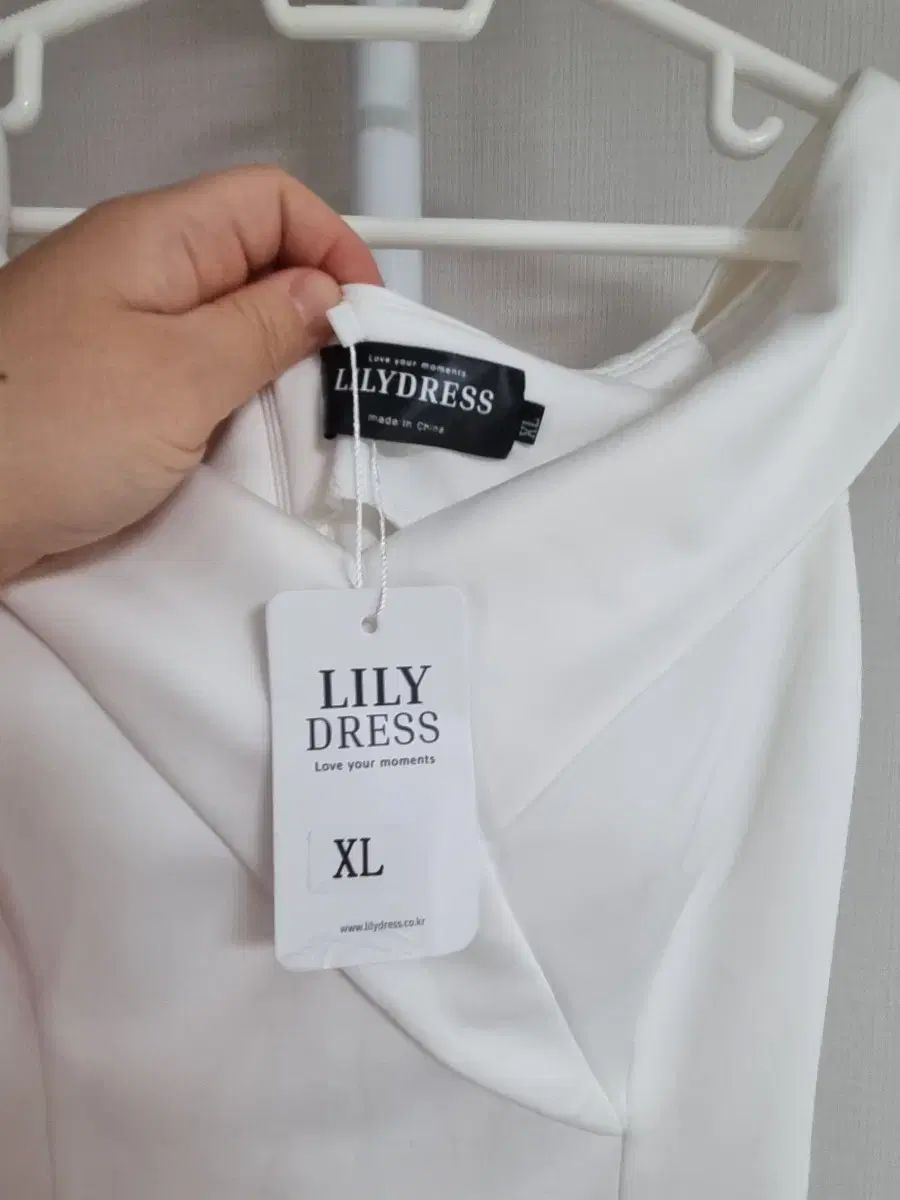 Love your moments
LILYDRESS
made in China
XL
LILY
DRESS
Love your moments
XL
www.lilydress.co.kr